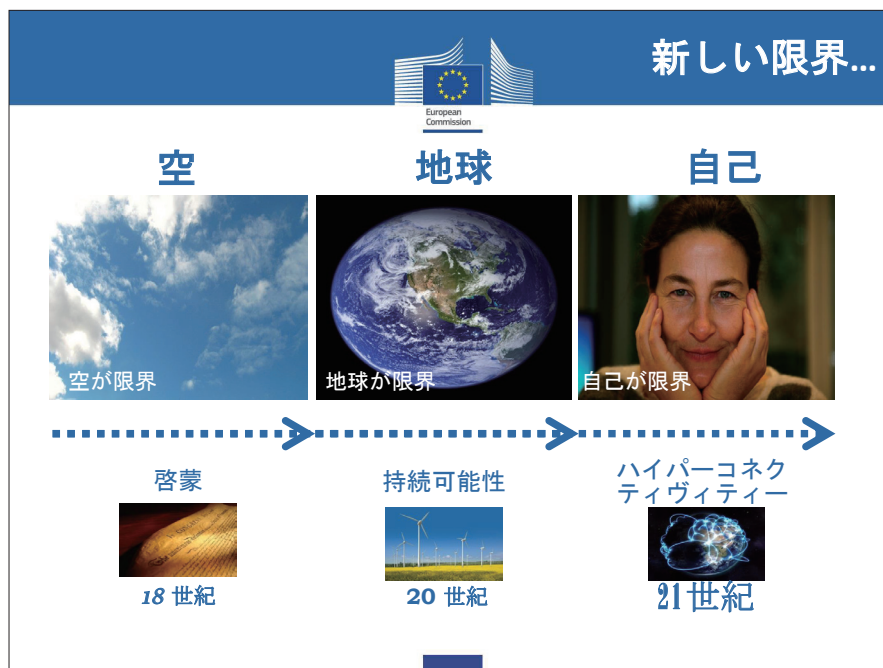 新しい限界...
European
Commission
空
地球
自己
空が限界
地球が限界
自己が限界
啓蒙
持続可能性
ハイパーコネク
ティヴィティー
18 世紀
20 世紀
21世紀